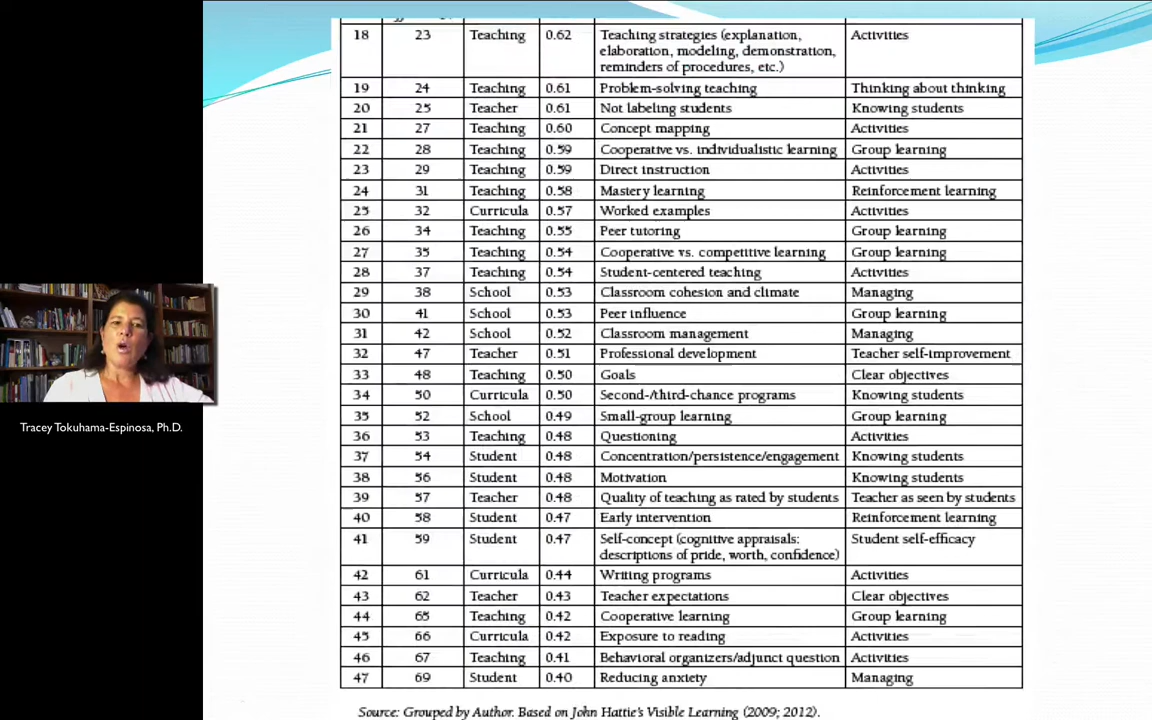 18 23 Teaching 0.62 Teaching strategies (explanation, Activities
elaboration, modeling, demonstration,
reminders of procedures, etc.)
19 24 Teaching 0.61 Problem-solving teaching Thinking about thinking
20 25 Teacher 0.61 Not labeling students Knowing students
21 27 Teaching 0.60 Concept mapping Activities
22 28 Teaching 0.59 Cooperative vs. individualistic learning Group learning
23 29 Teaching 0.59 Direct instruction Activities
24 31 Teaching 0.58 Mastery learning Reinforcement learning
25 32 Curricula 0.57 Worked examples Activities
26 34 Teaching 0.55 Peer tutoring Group learning
27 35 Teaching 0.54 Cooperative vs. competitive learning Group learning
28 37 Teaching 0.54 Student-centered teaching Activities
29 38 School 0.53 Classroom cohesion and climate Managing
30 41 School 0.53 Peer influence Group learning
31 42 School 0.52 Classroom management Managing
32 47 Teacher 0.51 Professional development Teacher self-improvement
33 48 Teaching 0.50 Goals Clear objectives
34 50 Curricula 0.50 Second-/third-chance programs Knowing students
35 52 School 0.49 Small-group learning Group learning
36 53 Teaching 0.48 Questioning Activities
37 54 Student 0.48 Concentration/persistence/engagement Knowing students
38 56 Student 0.48 Motivation Knowing students
39 57 Teacher 0.48 Quality of teaching as rated by students Teacher as seen by students
40 58 Student 0.47 Early intervention Reinforcement learning
41 59 Student 0.47 Self-concept (cognitive appraisals: Student self-efficacy
descriptions of pride, worth, confidence)
42 61 Curricula 0.44 Writing programs Activities
43 62 Teacher 0.43 Teacher expectations Clear objectives
44 65 Teaching 0.42 Cooperative learning Group learning
45 66 Curricula 0.42 Exposure to reading Activities
46 67 Teaching 0.41 Behavioral organizers/adjunct question Activities
47 69 Student 0.40 Reducing anxiety Managing
Source: Grouped by Author. Based on John Hattie's Visible Learning (2009; 2012).
Tracey Tokuhama-Espinosa, Ph.D.